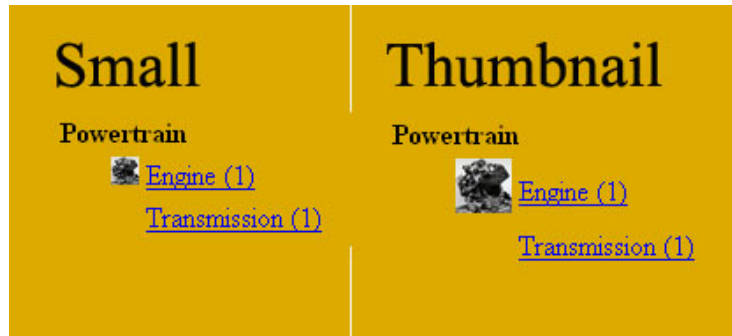 Small
Powertrain
Engine (1)
Transmission (1)
Thumbnail
Powertrain
Engine (1)
Transmission (1)